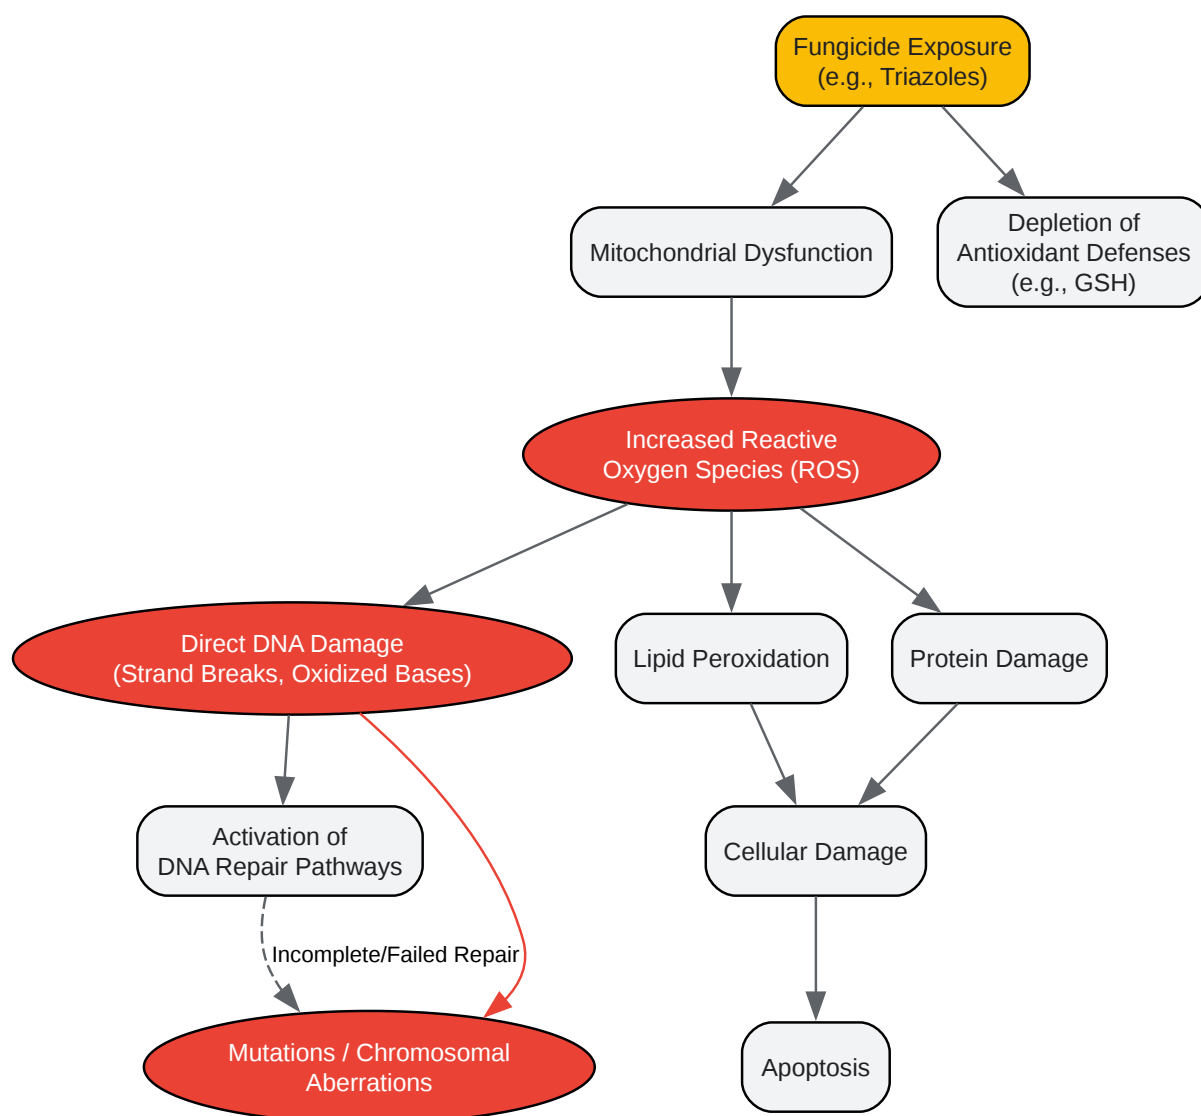 Fungicide Exposure
(e.g., Triazoles)
Mitochondrial Dysfunction
Depletion of
Antioxidant Defenses
(e.g., GSH)
Increased Reactive
Oxygen Species (ROS)
Direct DNA Damage
(Strand Breaks, Oxidized Bases)
Lipid Peroxidation
Protein Damage
Activation of
DNA Repair Pathways
Cellular Damage
Incomplete/Failed Repair
Mutations / Chromosomal
Aberrations
Apoptosis